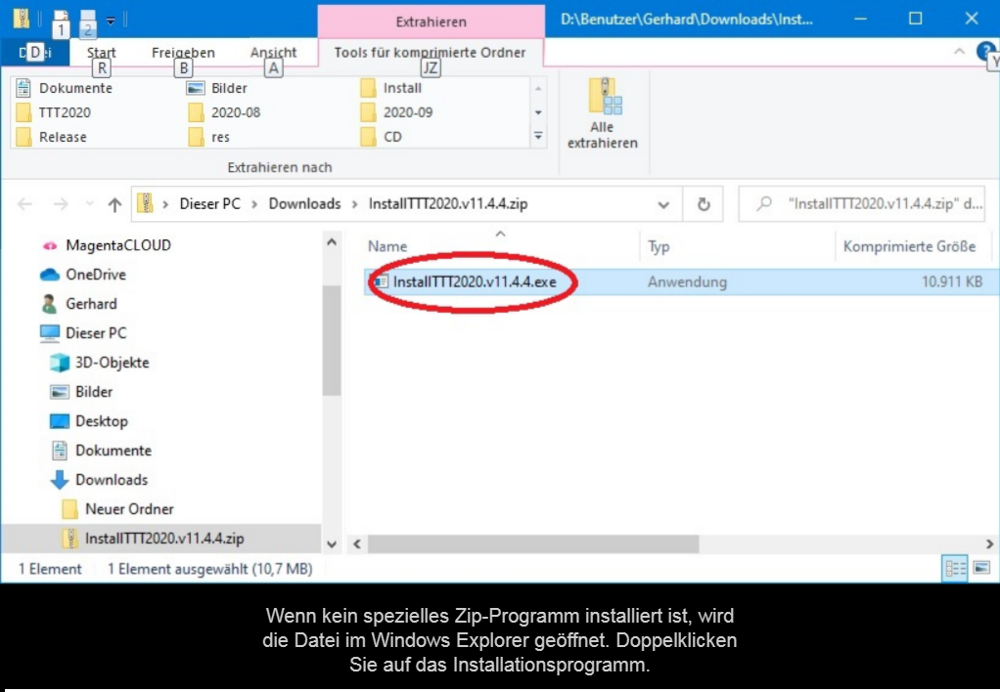 Extrahieren
D:\Benutzer\Gerhard\Downloads\Inst...
1
2
Start
Freigeben
Ansicht
Tools für komprimierte Ordner
D
R
B
A
JZ
Y
Dokumente
Bilder
Install
TTT2020
2020-08
2020-09
Release
res
CD
Alle
extrahieren
Extrahieren nach
Dieser PC
Downloads
InstallTTT2020.v11.4.4.zip
"InstallTTT2020.v11.4.4.zip" d...
MagentaCLOUD
OneDrive
Gerhard
Dieser PC
3D-Objekte
Bilder
Desktop
Dokumente
Downloads
Neuer Ordner
InstallTTT2020.v11.4.4.zip
Name
Typ
Komprimierte Größe
InstallTTT2020.v11.4.4.exe
Anwendung
10.911 KB
1 Element
1 Element ausgewählt (10,7 MB)
Wenn kein spezielles Zip-Programm installiert ist, wird
die Datei im Windows Explorer geöffnet. Doppelklicken
Sie auf das Installationsprogramm.